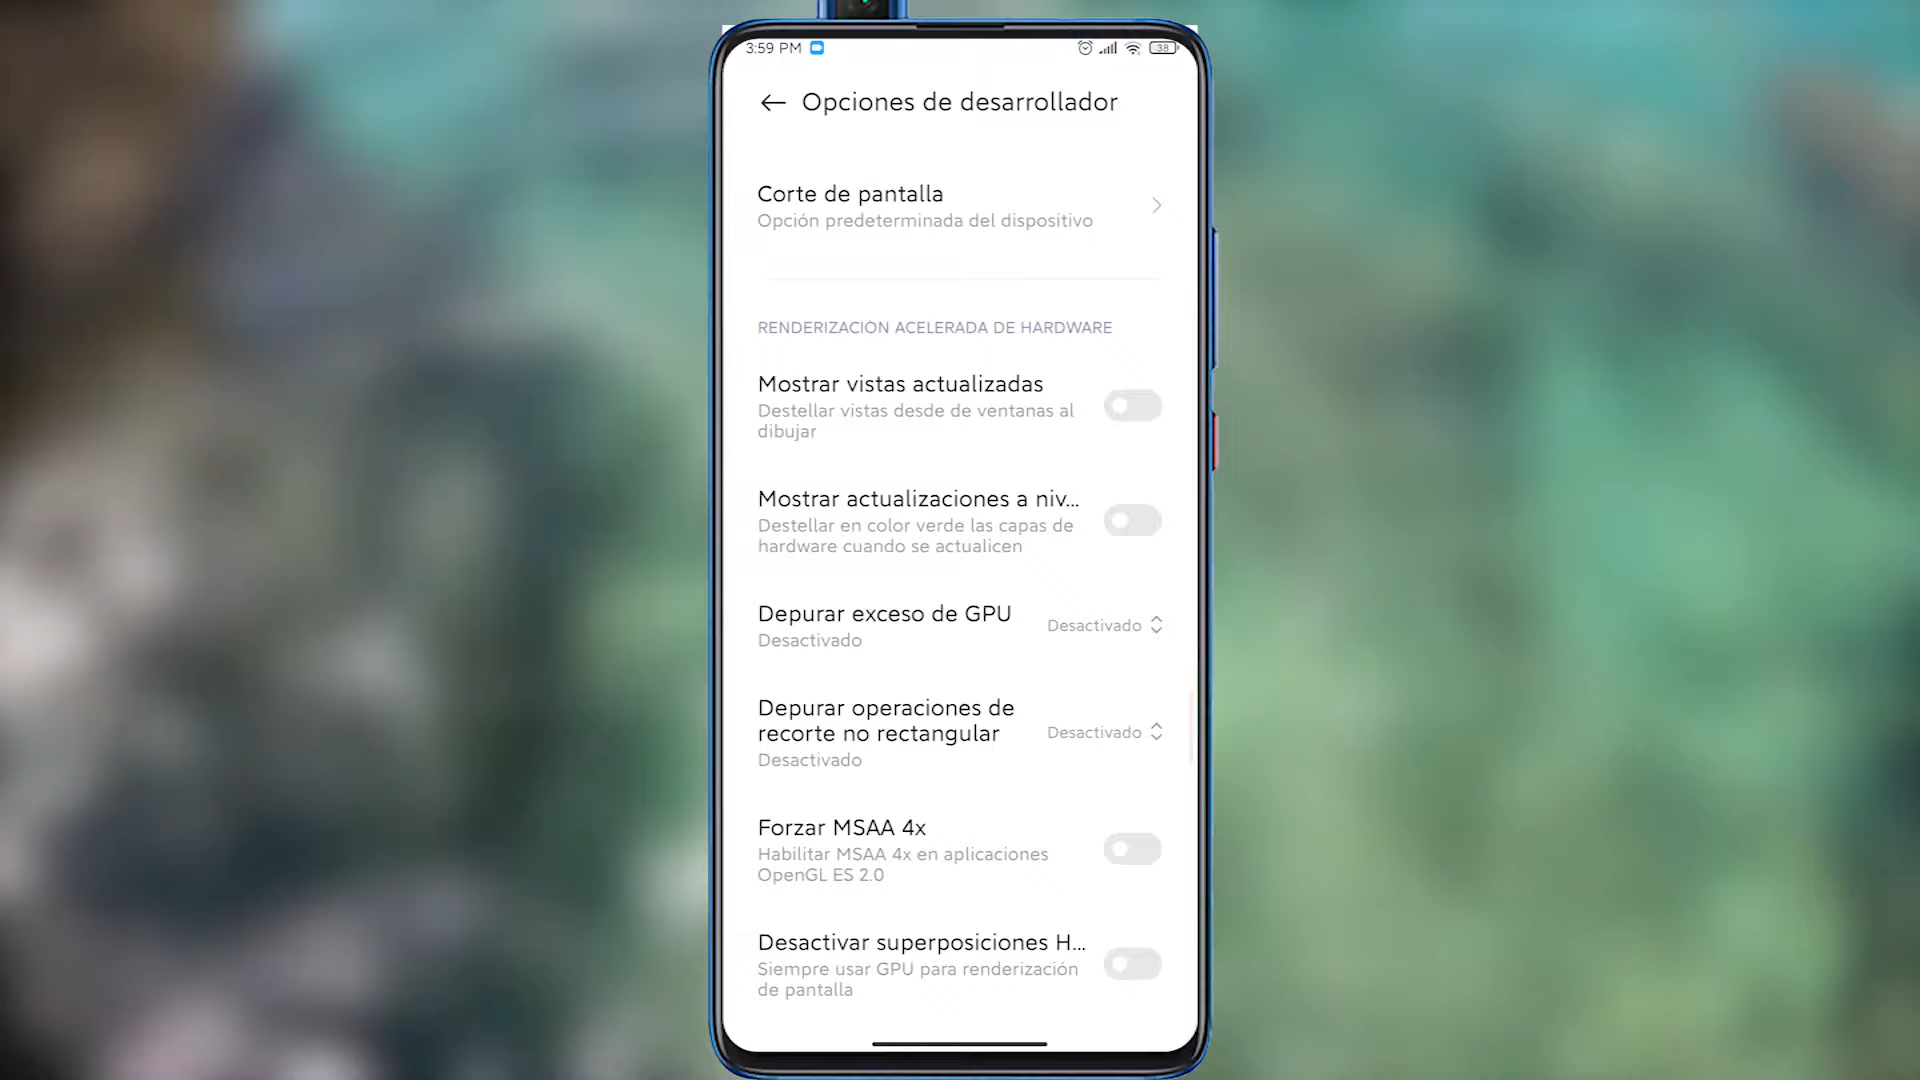 3:59 PM
38
Opciones de desarrollador
Corte de pantalla
Opción predeterminada del dispositivo
RENDERIZACIÓN ACELERADA DE HARDWARE
Mostrar vistas actualizadas
Destellar vistas desde de ventanas al
dibujar
Mostrar actualizaciones a niv...
Destellar en color verde las capas de
hardware cuando se actualicen
Depurar exceso de GPU
Desactivado
Desactivado
Depurar operaciones de
recorte no rectangular
Desactivado
Desactivado
Forzar MSAA 4x
Habilitar MSAA 4x en aplicaciones
OpenGL ES 2.0
Desactivar superposiciones H...
Siempre usar GPU para renderización
de pantalla